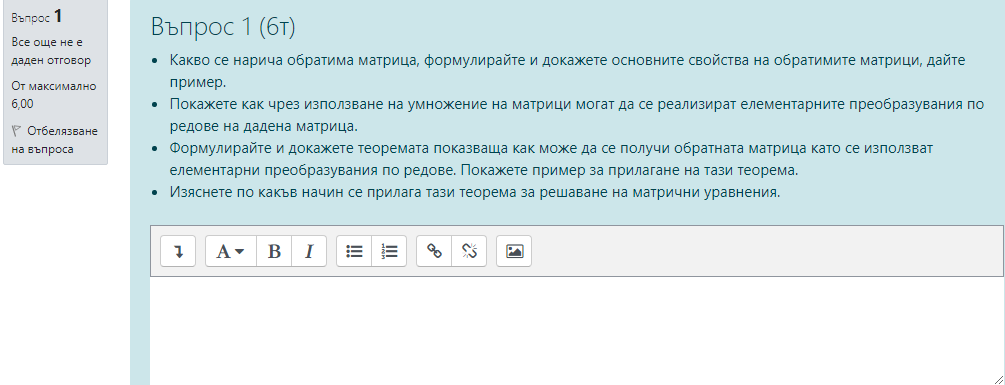 Въпрос 1
Все още не е
даден отговор
От максимално
6,00
Отбелязване
на въпроса
Въпрос 1 (6т)
Какво се нарича обратима матрица, формулирайте и докажете основните свойства на обратимите матрици, дайте
пример.
Покажете как чрез използване на умножение на матрици могат да се реализират елементарните преобразувания по
редове на дадена матрица.
Формулирайте и докажете теоремата показваща как може да се получи обратната матрица като се използват
елементарни преобразувания по редове. Покажете пример за прилагане на тази теорема.
Изяснете по какъв начин се прилага тази теорема за решаване на матрични уравнения.
A B I